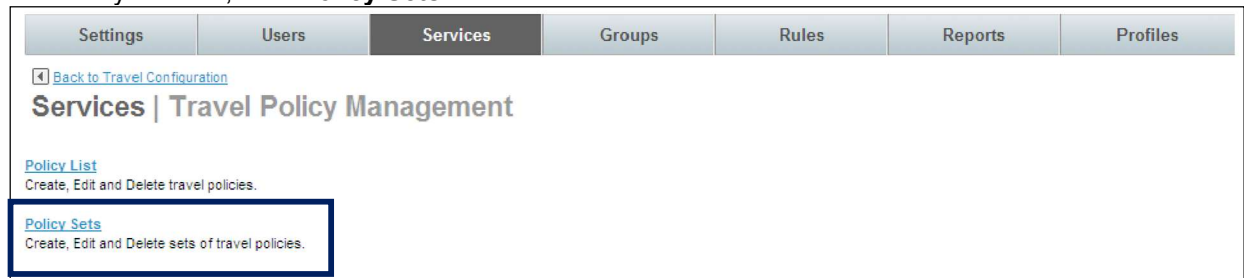 Settings Users Services Groups Rules Reports Profiles
Back to Travel Configuration
Services | Travel Policy Management
Policy List
Create, Edit and Delete travel policies.
Policy Sets
Create, Edit and Delete sets of travel policies.